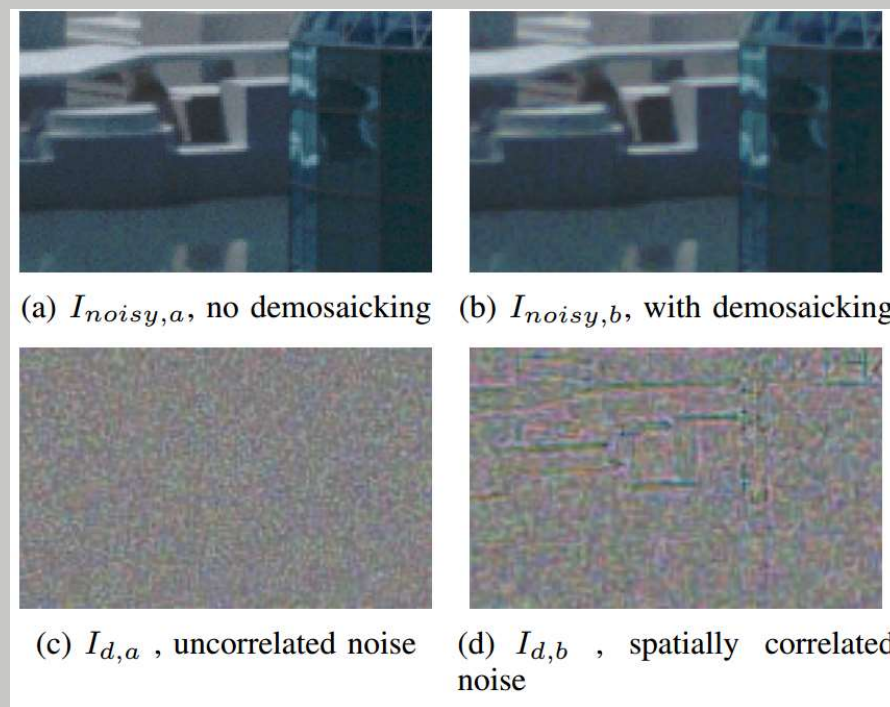 (a) I_{noisy,a}, no demosaicking
(b) I_{noisy,b}, with demosaicking
(c) I_{d,a} , uncorrelated noise
(d) I_{d,b} , spatially correlated
noise